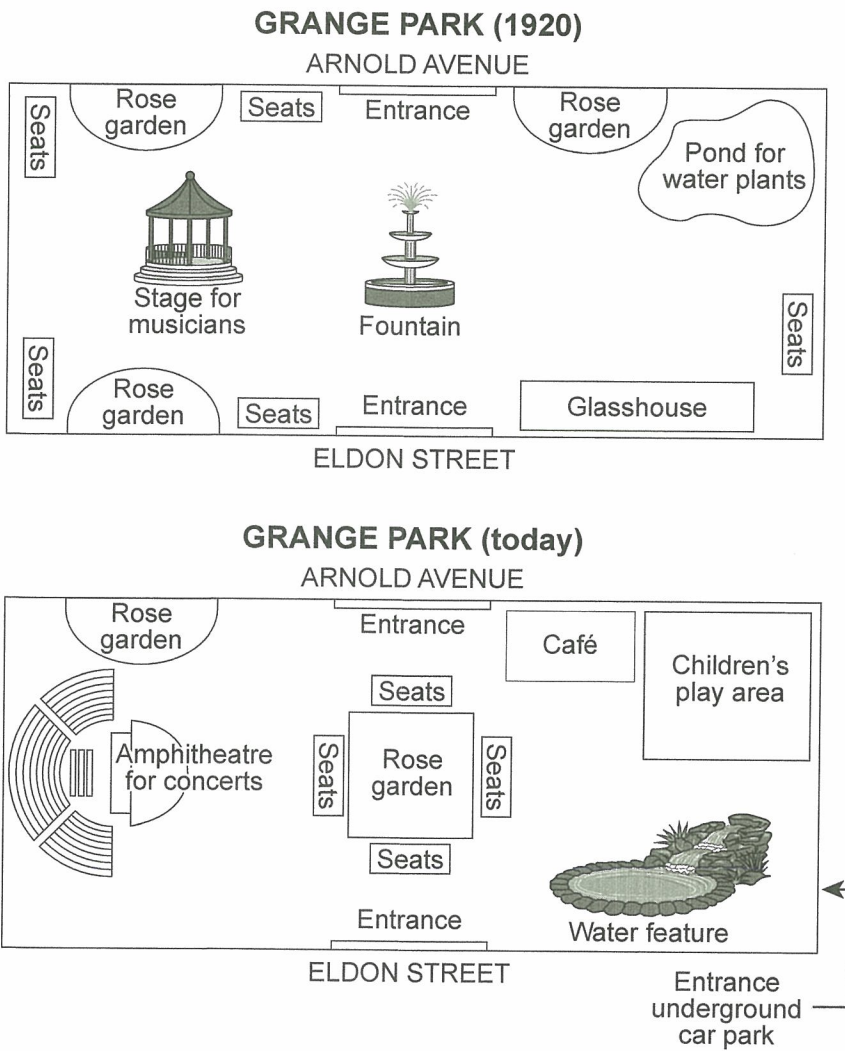 GRANGE PARK (1920)
ARNOLD AVENUE
Rose
garden
Seats
Entrance
Rose
garden
Seats
Pond for
water plants
Stage for
musicians
Fountain
Seats
Seats
Rose
garden
Seats
Entrance
Glasshouse
ELDON STREET
GRANGE PARK (today)
ARNOLD AVENUE
Rose
garden
Entrance
Café
Children's
play area
Seats
Amphitheatre
for concerts
Seats
Rose
garden
Seats
Seats
Entrance
Water feature
ELDON STREET
Entrance
underground
car park